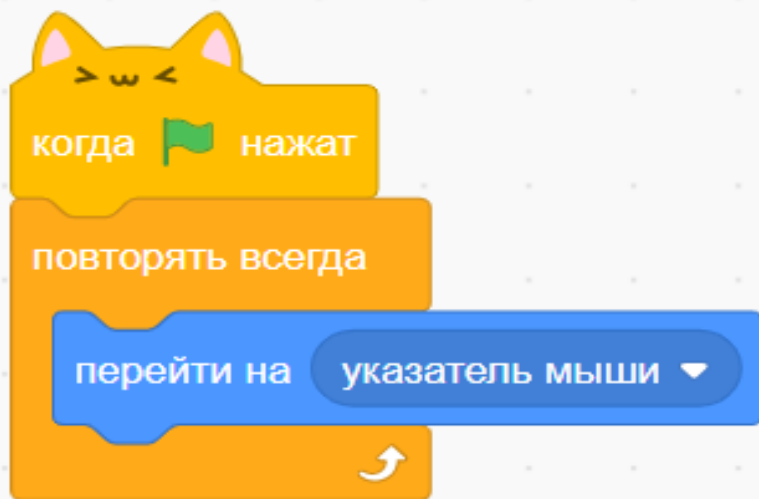 когда нажат
повторять всегда
перейти на указатель мыши